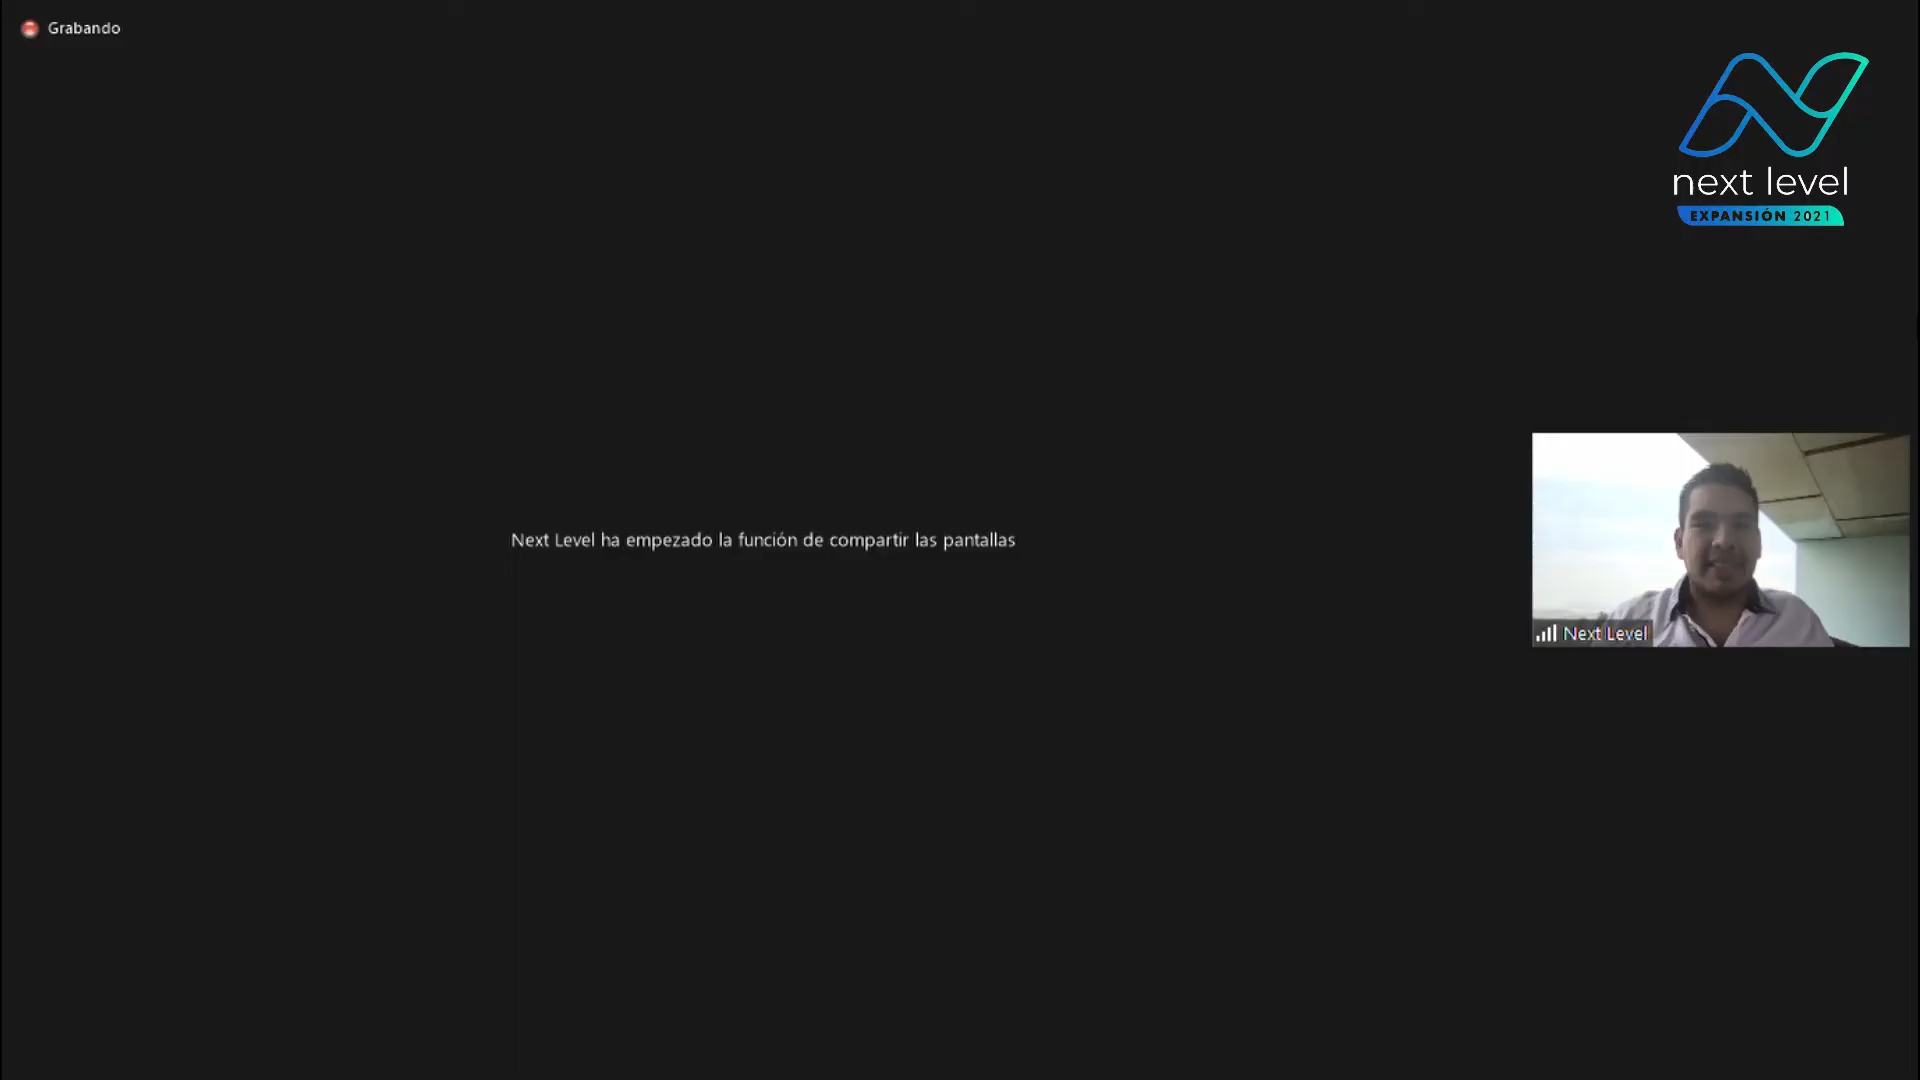 Grabando
next level
EXPANSIÓN 2021
Next Level ha empezado la función de compartir las pantallas
Next Level